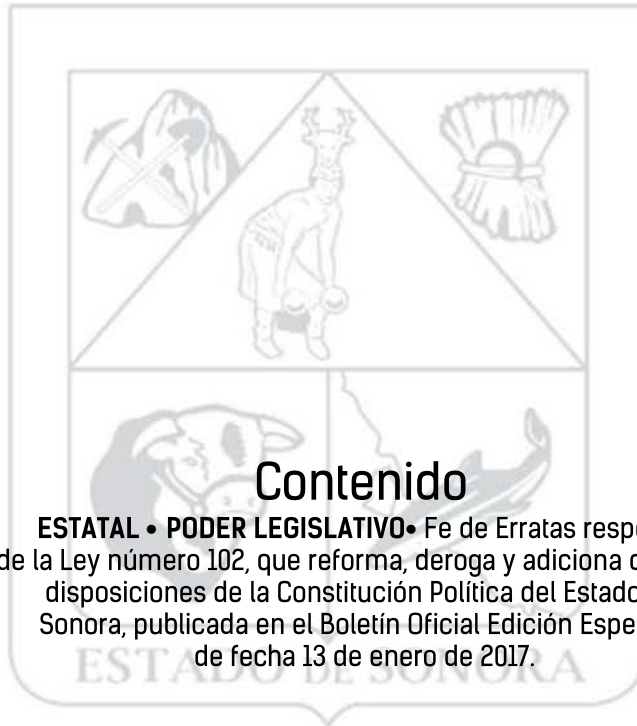 Contenido
ESTATAL • PODER LEGISLATIVO• Fe de Erratas
de la Ley número 102, que reforma, deroga y adiciona
disposiciones de la Constitución Política del Estado
Sonora, publicada en el Boletín Oficial Edición
de fecha 13 de enero de 2017.
ESTADO DE SONORA